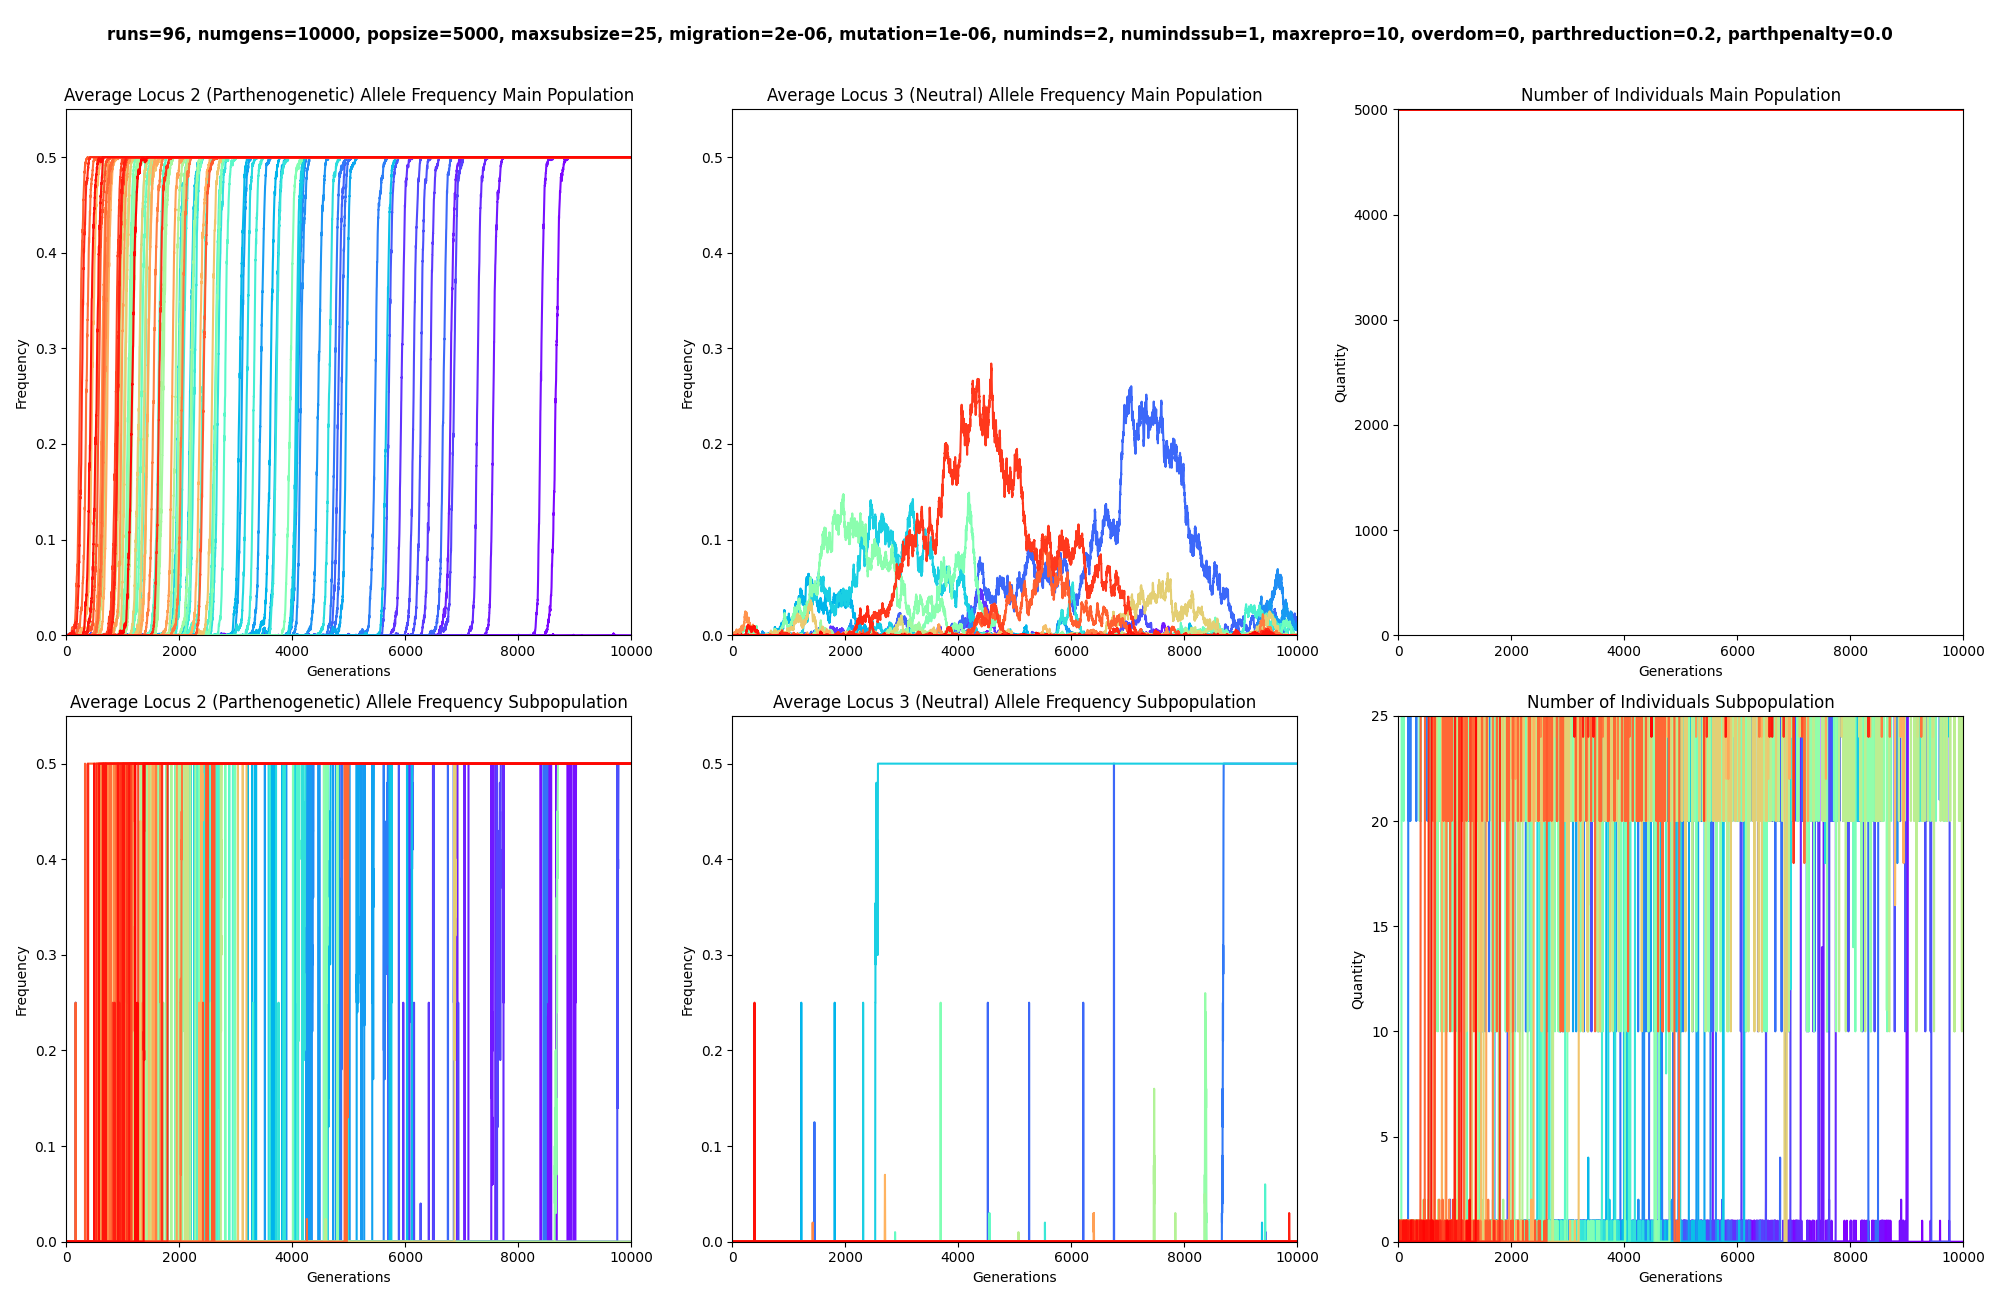 runs=96, numgens=10000, popsize=5000, maxsubsize=25, migration=2e-06, mutation=1e-06, numinds=2, numindssub=1, maxrepro=10, overdom=0, parthreduction=0.2, parthpenalty=0.0
Average Locus 2 (Parthenogenetic) Allele Frequency Main Population
0.5
0.4
0.3
0.2
0.1
0.0
Frequency
0 2000 4000 6000 8000 10000
Generations
Average Locus 3 (Neutral) Allele Frequency Main Population
0.5
0.4
0.3
0.2
0.1
0.0
Frequency
0 2000 4000 6000 8000 10000
Generations
Number of Individuals Main Population
5000
4000
3000
2000
1000
0
Quantity
0 2000 4000 6000 8000 10000
Generations
Average Locus 2 (Parthenogenetic) Allele Frequency Subpopulation
0.5
0.4
0.3
0.2
0.1
0.0
Frequency
0 2000 4000 6000 8000 10000
Generations
Average Locus 3 (Neutral) Allele Frequency Subpopulation
0.5
0.4
0.3
0.2
0.1
0.0
Frequency
0 2000 4000 6000 8000 10000
Generations
Number of Individuals Subpopulation
25
20
15
10
5
0
Quantity
0 2000 4000 6000 8000 10000
Generations